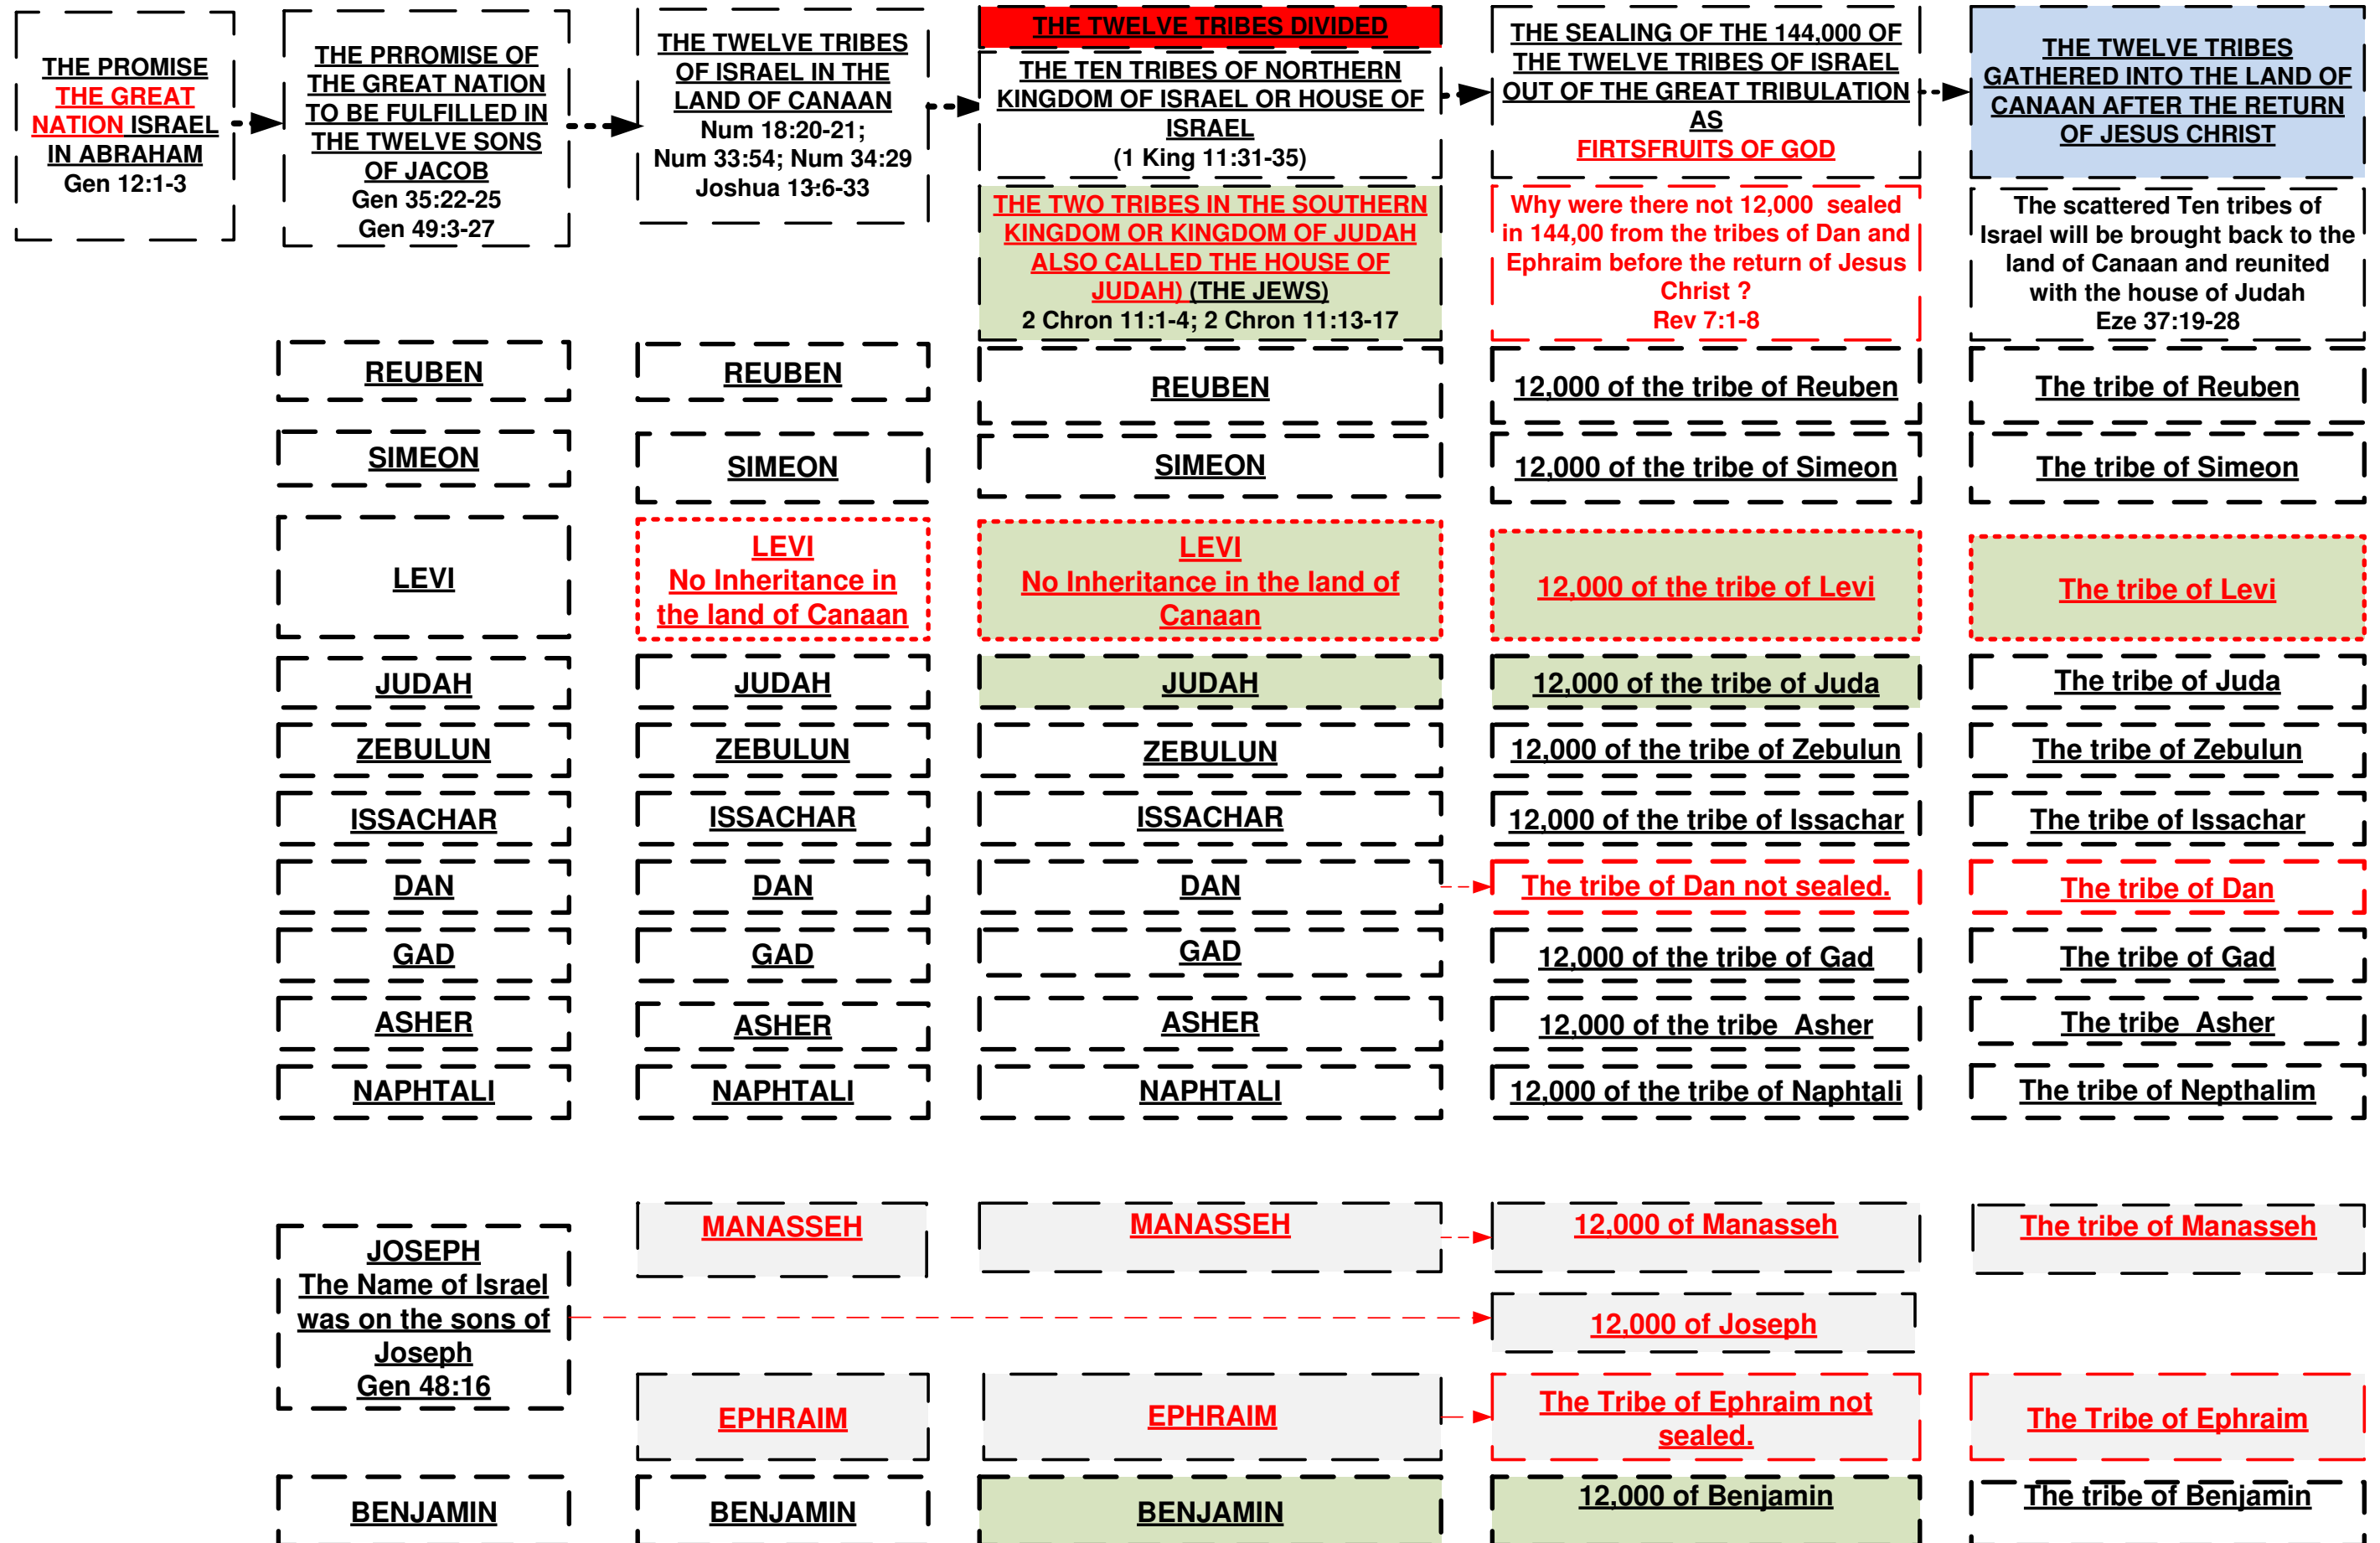 THE PROMISE
THE GREAT
NATION ISRAEL
IN ABRAHAM
Gen 12:1-3
THE PRROMISE OF
THE GREAT NATION
TO BE FULFILLED IN
THE TWELVE SONS
OF JACOB
Gen 35:22-25
Gen 49:3-27
THE TWELVE TRIBES
OF ISRAEL IN THE
LAND OF CANAAN
Num 18:20-21;
Num 33:54; Num 34:29
Joshua 13:6-33
THE TWELVE TRIBES DIVIDED
THE TEN TRIBES OF NORTHERN
KINGDOM OF ISRAEL OR HOUSE OF
ISRAEL
(1 King 11:31-35)
THE TWO TRIBES IN THE SOUTHERN
KINGDOM OR KINGDOM OF JUDAH
ALSO CALLED THE HOUSE OF
JUDAH) (THE JEWS)
2 Chron 11:1-4; 2 Chron 11:13-17
THE SEALING OF THE 144,000 OF
THE TWELVE TRIBES OF ISRAEL
OUT OF THE GREAT TRIBULATION
AS
FIRTSFRUITS OF GOD
Why were there not 12,000 sealed
in 144,00 from the tribes of Dan and
Ephraim before the return of Jesus
Christ ?
Rev 7:1-8
THE TWELVE TRIBES
GATHERED INTO THE LAND OF
CANAAN AFTER THE RETURN
OF JESUS CHRIST
The scattered Ten tribes of
Israel will be brought back to the
land of Canaan and reunited
with the house of Judah
Eze 37:19-28
REUBEN
REUBEN
REUBEN
12,000 of the tribe of Reuben
The tribe of Reuben
SIMEON
SIMEON
SIMEON
12,000 of the tribe of Simeon
The tribe of Simeon
LEVI
LEVI
No Inheritance in
the land of Canaan
LEVI
No Inheritance in the land of
Canaan
12,000 of the tribe of Levi
The tribe of Levi
JUDAH
JUDAH
JUDAH
12,000 of the tribe of Juda
The tribe of Juda
ZEBULUN
ZEBULUN
ZEBULUN
12,000 of the tribe of Zebulun
The tribe of Zebulun
ISSACHAR
ISSACHAR
ISSACHAR
12,000 of the tribe of Issachar
The tribe of Issachar
DAN
DAN
DAN
The tribe of Dan not sealed.
The tribe of Dan
GAD
GAD
GAD
12,000 of the tribe of Gad
The tribe of Gad
ASHER
ASHER
ASHER
12,000 of the tribe Asher
The tribe Asher
NAPHTALI
NAPHTALI
NAPHTALI
12,000 of the tribe of Naphtali
The tribe of Nepthalim
JOSEPH
The Name of Israel
was on the sons of
Joseph
Gen 48:16
MANASSEH
MANASSEH
12,000 of Manasseh
The tribe of Manasseh
12,000 of Joseph
EPHRAIM
EPHRAIM
The Tribe of Ephraim not
sealed.
The Tribe of Ephraim
BENJAMIN
BENJAMIN
BENJAMIN
12,000 of Benjamin
The tribe of Benjamin